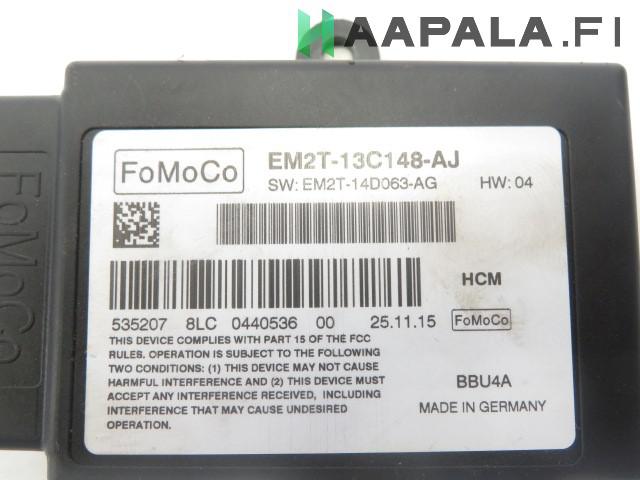 HAAPALA.FI
FoMoCo
FoMoCo
EM2T-13C148-AJ
SW: EM2T-14D063-AG HW: 04
HCM
535207 8LC 0440536 00 25.11.15 FoMoCo
THIS DEVICE COMPLIES WITH PART 15 OF THE FCC
RULES. OPERATION IS SUBJECT TO THE FOLLOWING
TWO CONDITIONS: (1) THIS DEVICE MAY NOT CAUSE
HARMFUL INTERFERENCE AND (2) THIS DEVICE MUST
ACCEPT ANY INTERFERENCE RECEIVED, INCLUDING
INTERFERENCE THAT MAY CAUSE UNDESIRED
OPERATION.
BBU4A
MADE IN GERMANY